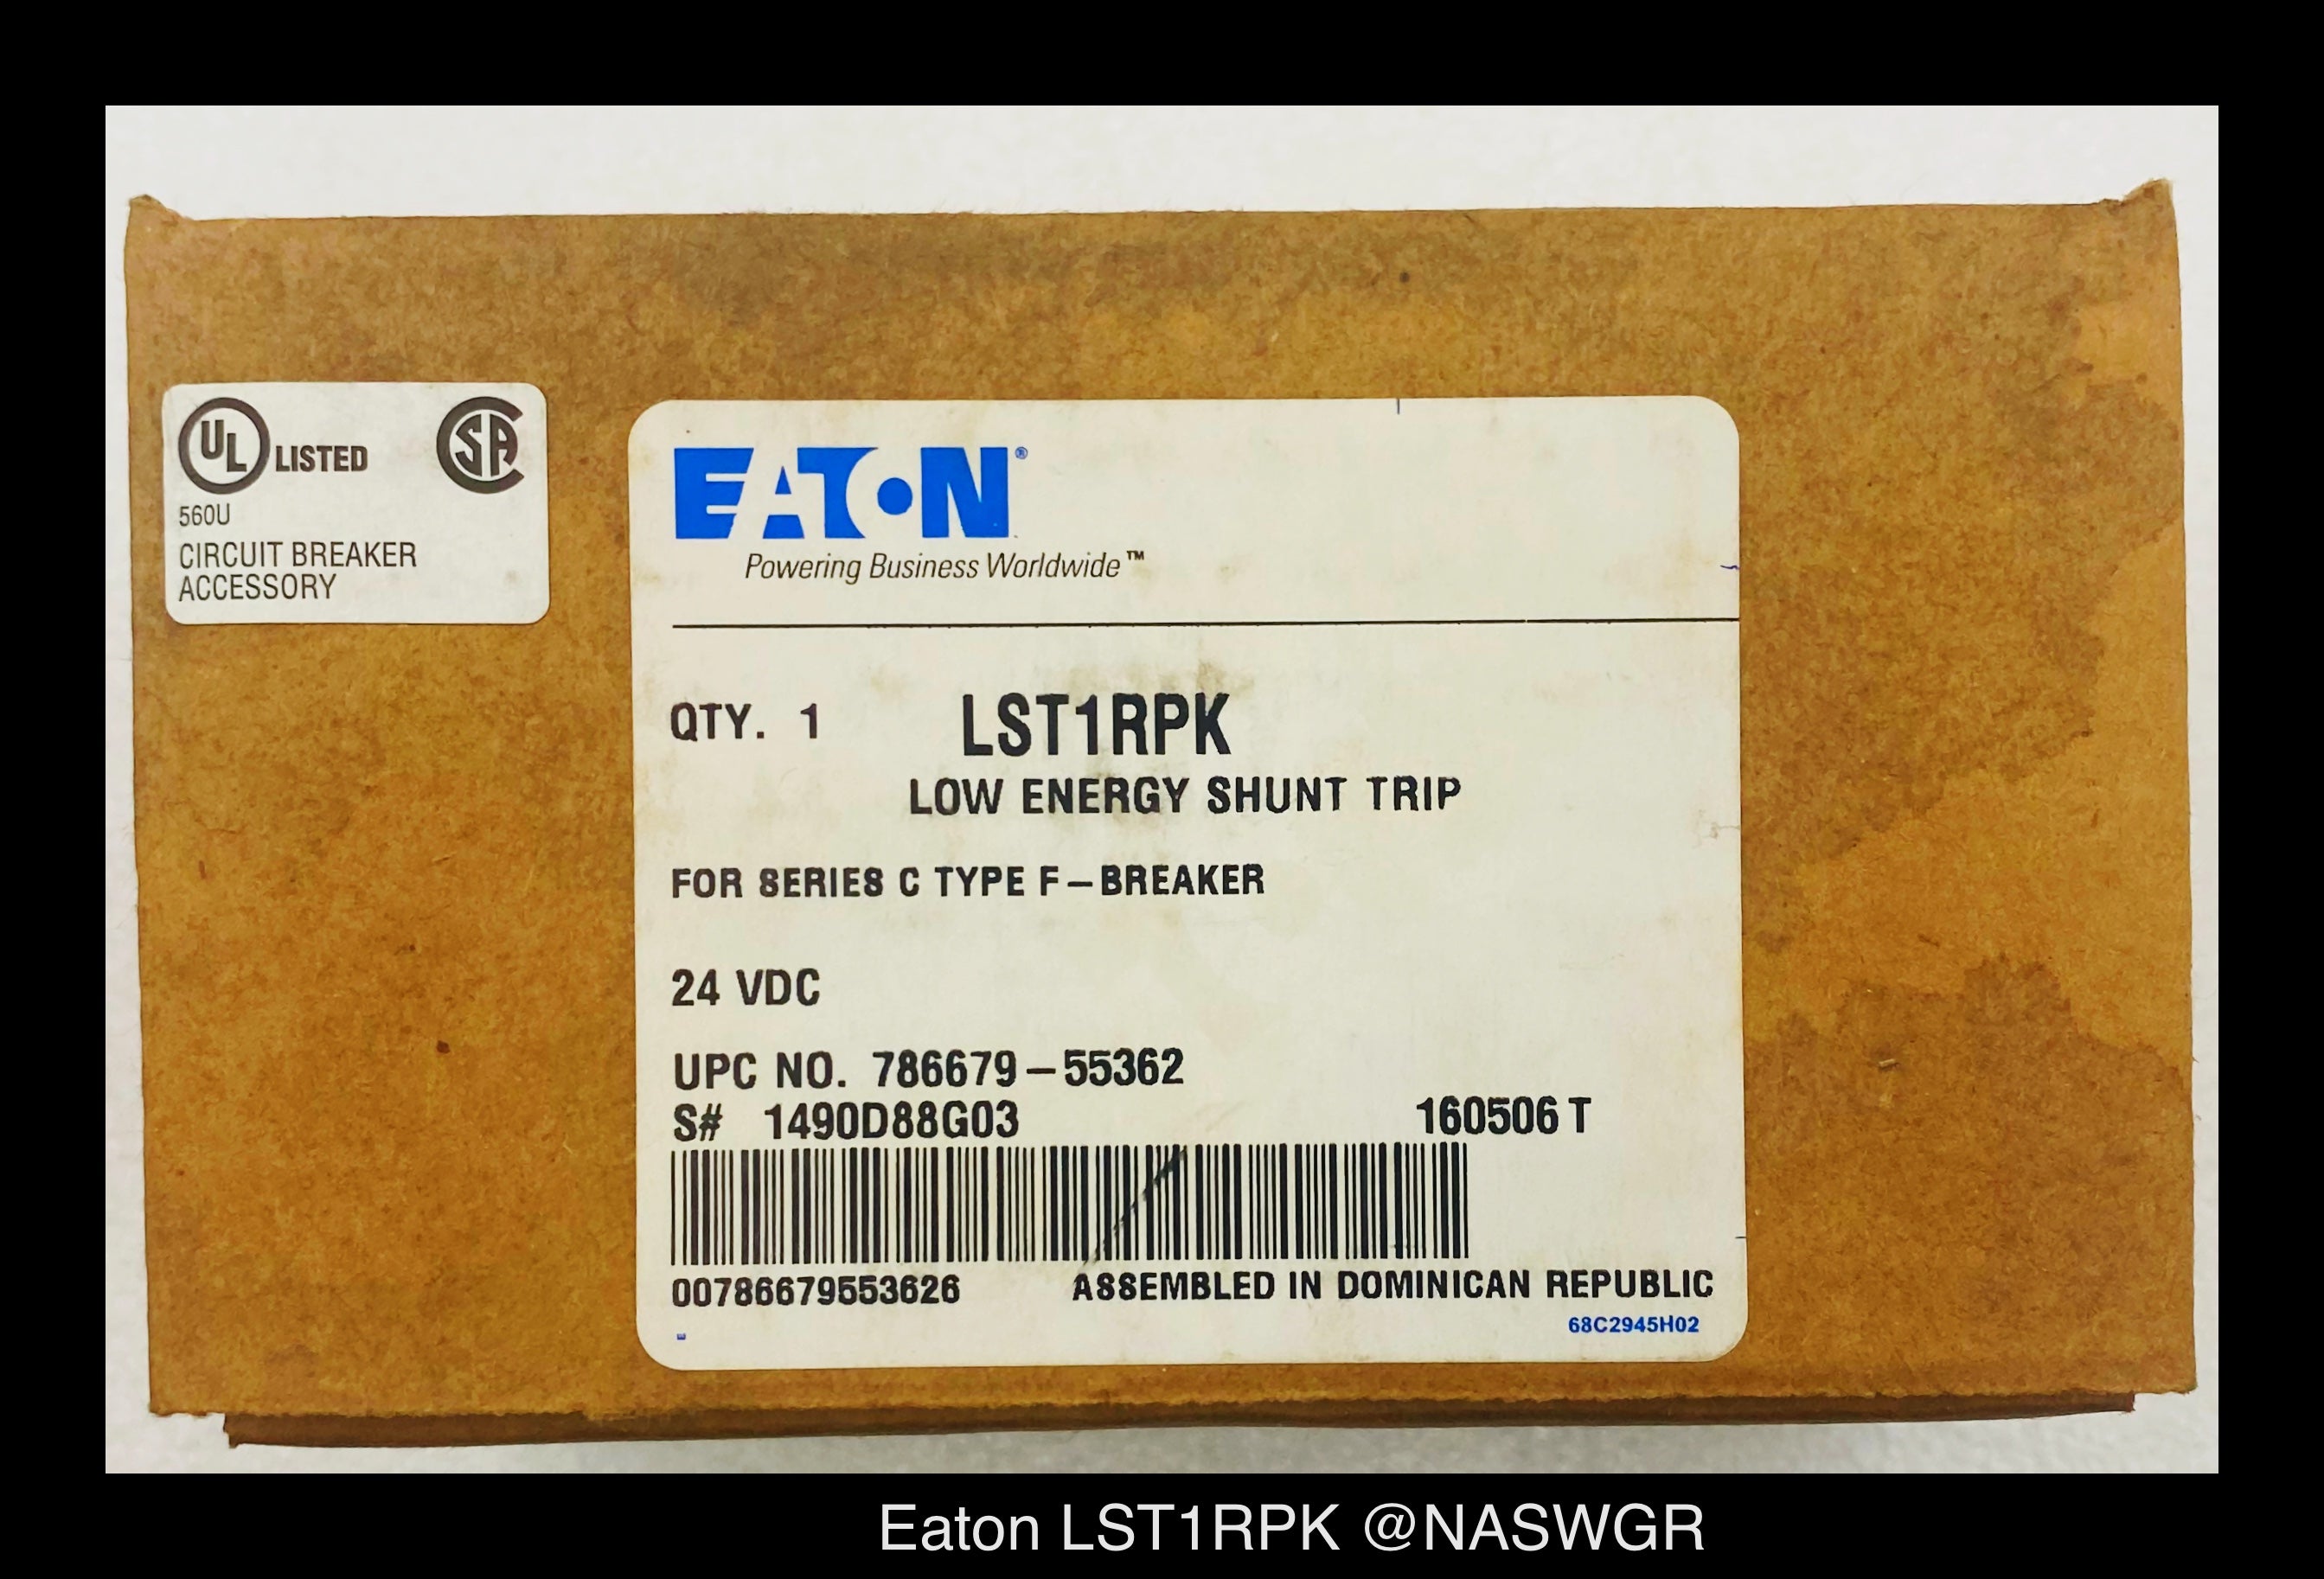 UL LISTED SA
560U
CIRCUIT BREAKER
ACCESSORY
EATON®
Powering Business Worldwide™
QTY. 1 LST1RPK
LOW ENERGY SHUNT TRIP
FOR SERIES C TYPE F-BREAKER
24 VDC
UPC NO. 786679-55362
S# 1490D88G03 160506 T
00786679553626 ASSEMBLED IN DOMINICAN REPUBLIC
68C2945H02
Eaton LST1RPK @NASWGR